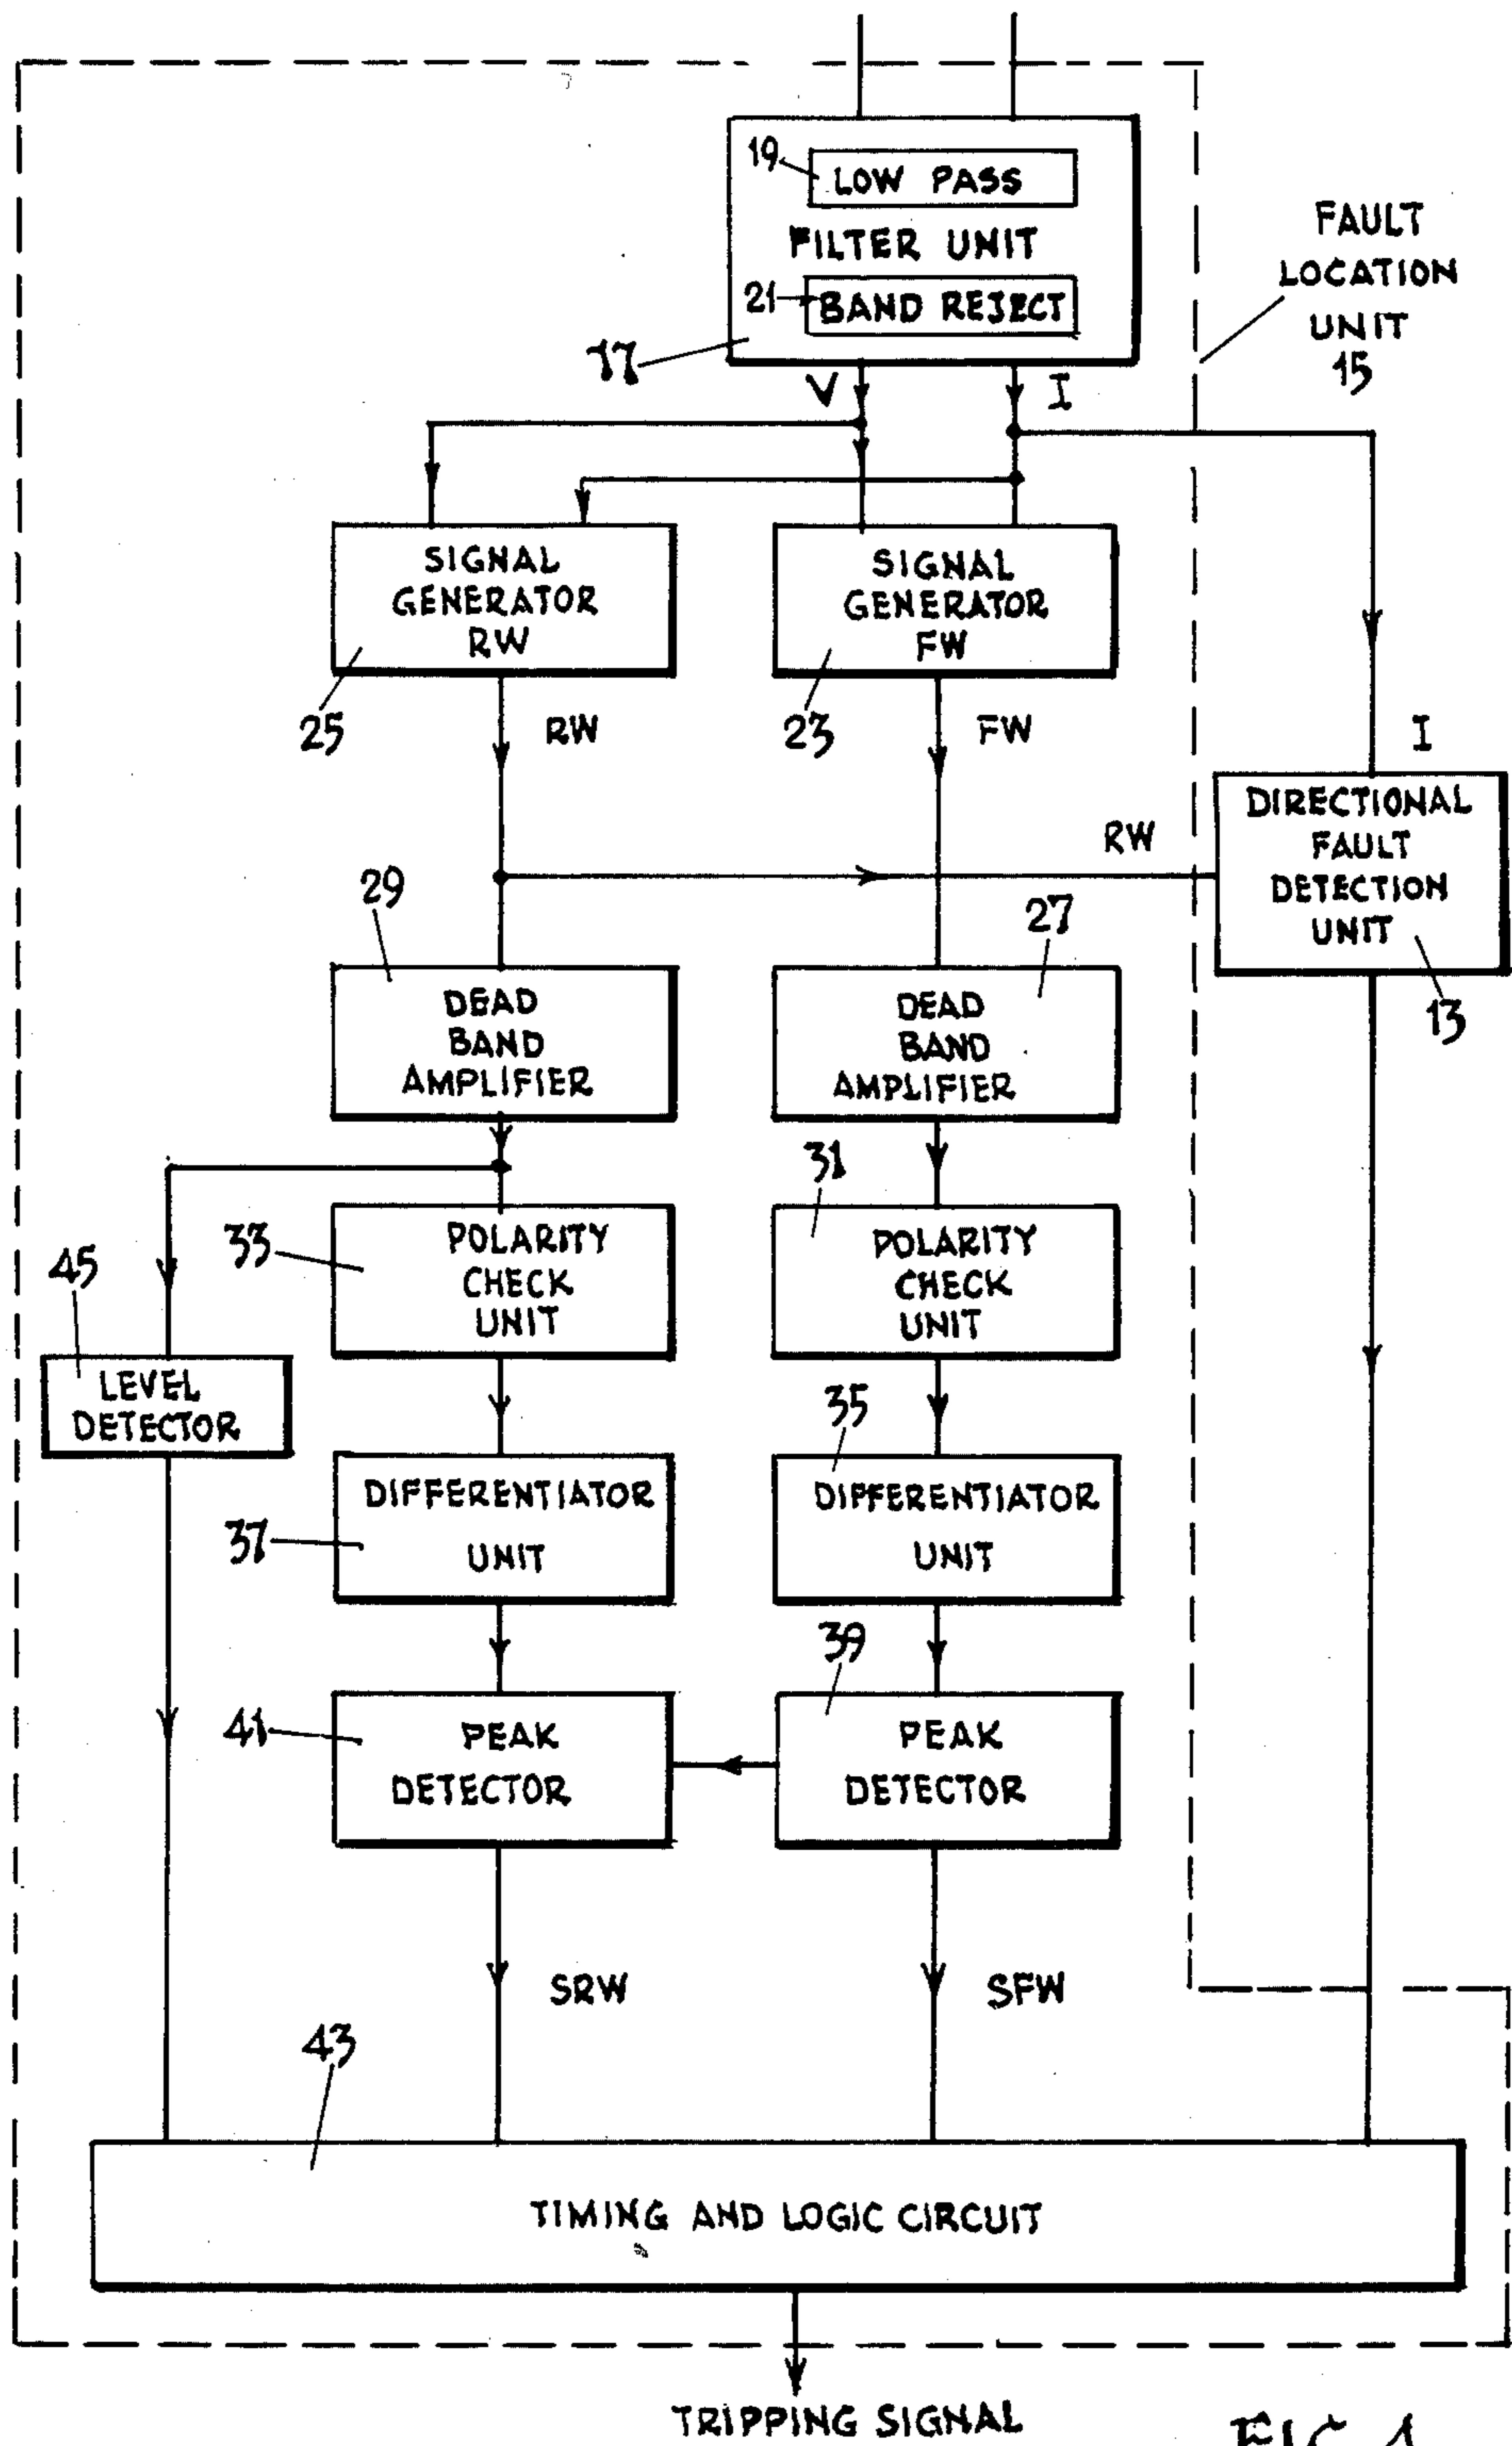 19
LOW PASS
FILTER UNIT
21
BAND REJECT
17
FAULT
LOCATION
UNIT
15
V
I
SIGNAL
GENERATOR
RW
25
SIGNAL
GENERATOR
FW
23
RW
FW
I
RW
DIRECTIONAL
FAULT
DETECTION
UNIT
13
29
DEAD
BAND
AMPLIFIER
27
DEAD
BAND
AMPLIFIER
33
POLARITY
CHECK
UNIT
31
POLARITY
CHECK
UNIT
45
LEVEL
DETECTOR
37
DIFFERENTIATOR
UNIT
35
DIFFERENTIATOR
UNIT
41
PEAK
DETECTOR
39
PEAK
DETECTOR
SRW
SFW
43
TIMING AND LOGIC CIRCUIT
TRIPPING SIGNAL
FIG. 1